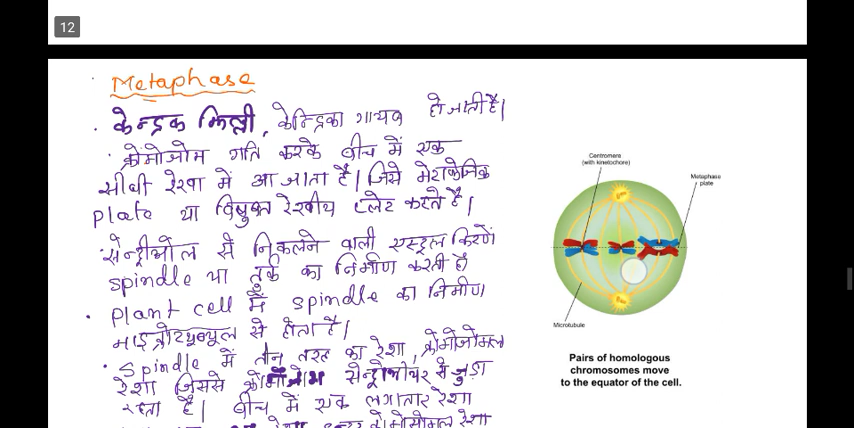 12
Metaphase
केन्द्रक झिल्ली, केन्द्रिका गायब हो जाती है।
क्रोमोजोम गति करके बीच में एक
सीधी रेखा में आ जाता है। जिसे मेटाफेजिक
plate या विषुवत रेखीय प्लेट कहते है।
सेन्ट्रीओल से निकलने वाली एस्ट्रल किरणें
spindle या तुर्क का निर्माण करती है
Plant cell में spindle का निर्माण
माइक्रोट्यूब्यूल से होता है।
Spindle में तीन तरह का रेशा, क्रोमोजोमल
रेशा जिससे क्रोमोजोम सेन्ट्रोमीयर से जुड़ा
रहता है। बीच में एक लगातार रेशा
क्रोमोसोमल रेशा
Centromeres
(with kinetochore)
Metaphase
plate
Microtubule
Pairs of homologous
chromosomes move
to the equator of the cell.